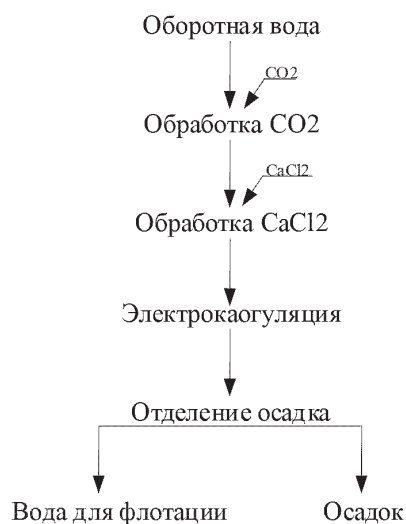 Оборотная вода
CO2
Обработка CO2
CaCl2
Обработка CaCl2
Электрокаогуляция
Отделение осадка
Вода для флотации
Осадок